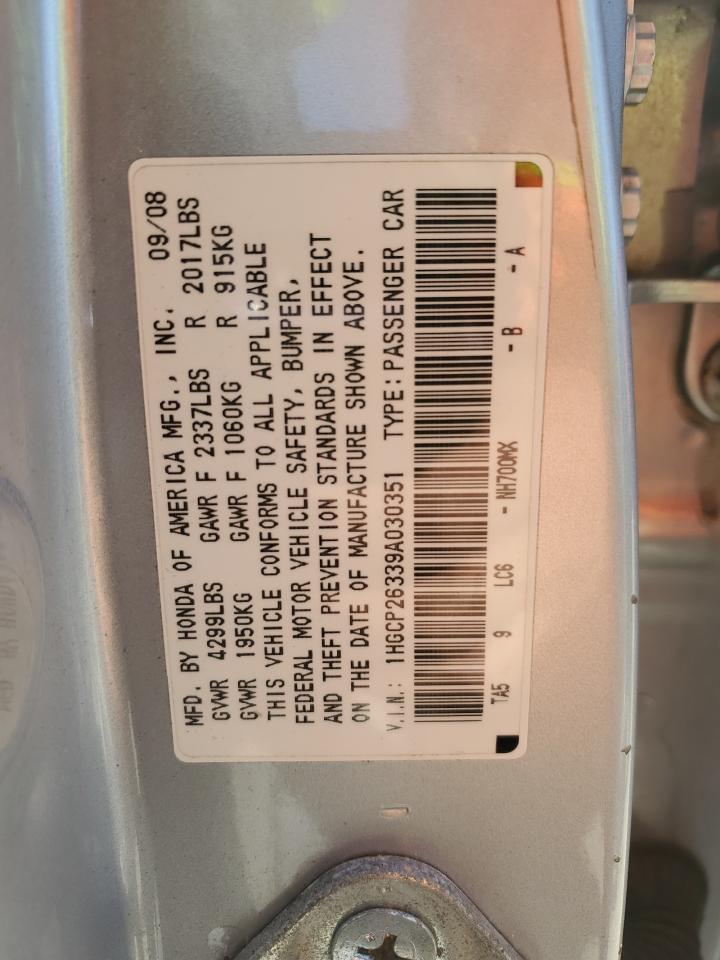 MFD. BY HONDA OF AMERICA MFG., INC. 09/08
GVWR 4299LBS GAWR F 2337LBS R 2017LBS
GVWR 1950KG GAWR F 1060KG R 915KG
THIS VEHICLE CONFORMS TO ALL APPLICABLE
FEDERAL MOTOR VEHICLE SAFETY, BUMPER,
AND THEFT PREVENTION STANDARDS IN EFFECT
ON THE DATE OF MANUFACTURE SHOWN ABOVE.
V.I.N.: 1HGCP26339A030351 TYPE: PASSENGER CAR
TA5 9 LC6 - NH700MX - B - A